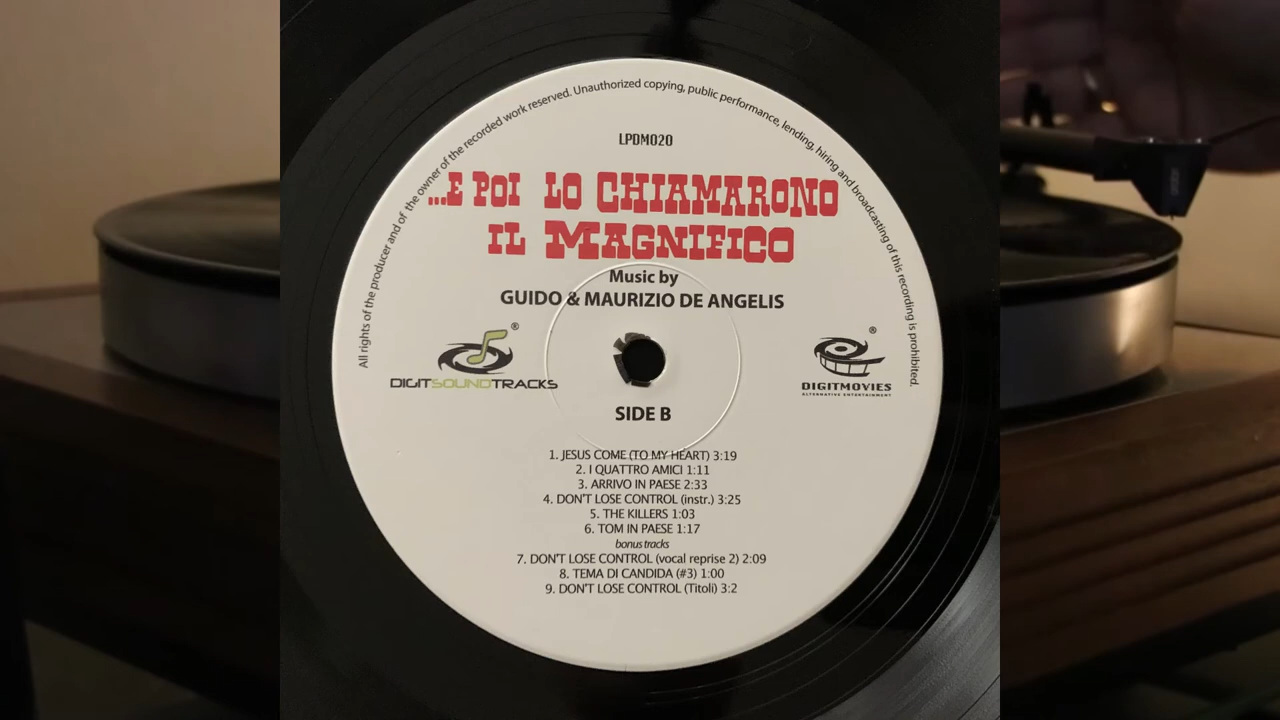 All rights of the producer and of the owner of the recorded work reserved. Unauthorized copying, public performance, lending, hiring and broadcasting of this recording is prohibited.
LPDM020
...E POI LO CHIAMARONO
IL MAGNIFICO
Music by
GUIDO & MAURIZIO DE ANGELIS
®
DIGITSOUNDTRACKS
®
DIGITMOVIES
ALTERNATIVE ENTERTAINMENT
SIDE B
1. JESUS COME (TO MY HEART) 3:19
2. I QUATTRO AMICI 1:11
3. ARRIVO IN PAESE 2:33
4. DON'T LOSE CONTROL (instr.) 3:25
5. THE KILLERS 1:03
6. TOM IN PAESE 1:17
bonus tracks
7. DON'T LOSE CONTROL (vocal reprise 2) 2:09
8. TEMA DI CANDIDA (#3) 1:00
9. DON'T LOSE CONTROL (Titoli) 3:2